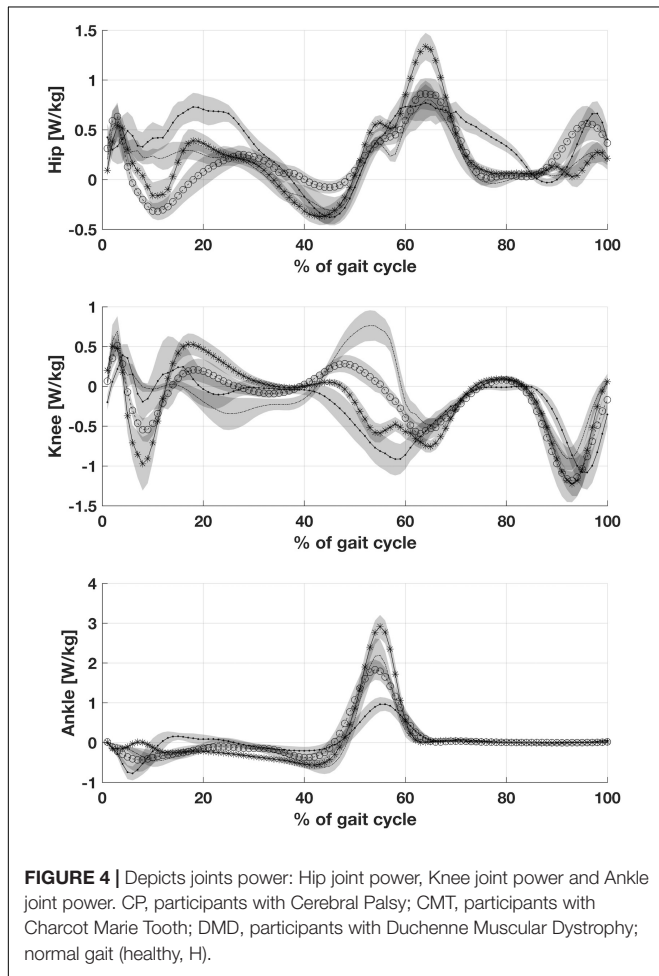 1.5
1
0.5
0
-0.5
Hip [W/kg]
0 20 40 60 80 100
% of gait cycle
1
0.5
0
-0.5
-1
-1.5
Knee [W/kg]
0 20 40 60 80 100
% of gait cycle
4
3
2
1
0
-1
Ankle [W/kg]
0 20 40 60 80 100
% of gait cycle
FIGURE 4 | Depicts joints power: Hip joint power, Knee joint power and Ankle
joint power. CP, participants with Cerebral Palsy; CMT, participants with
Charcot Marie Tooth; DMD, participants with Duchenne Muscular Dystrophy;
normal gait (healthy, H).